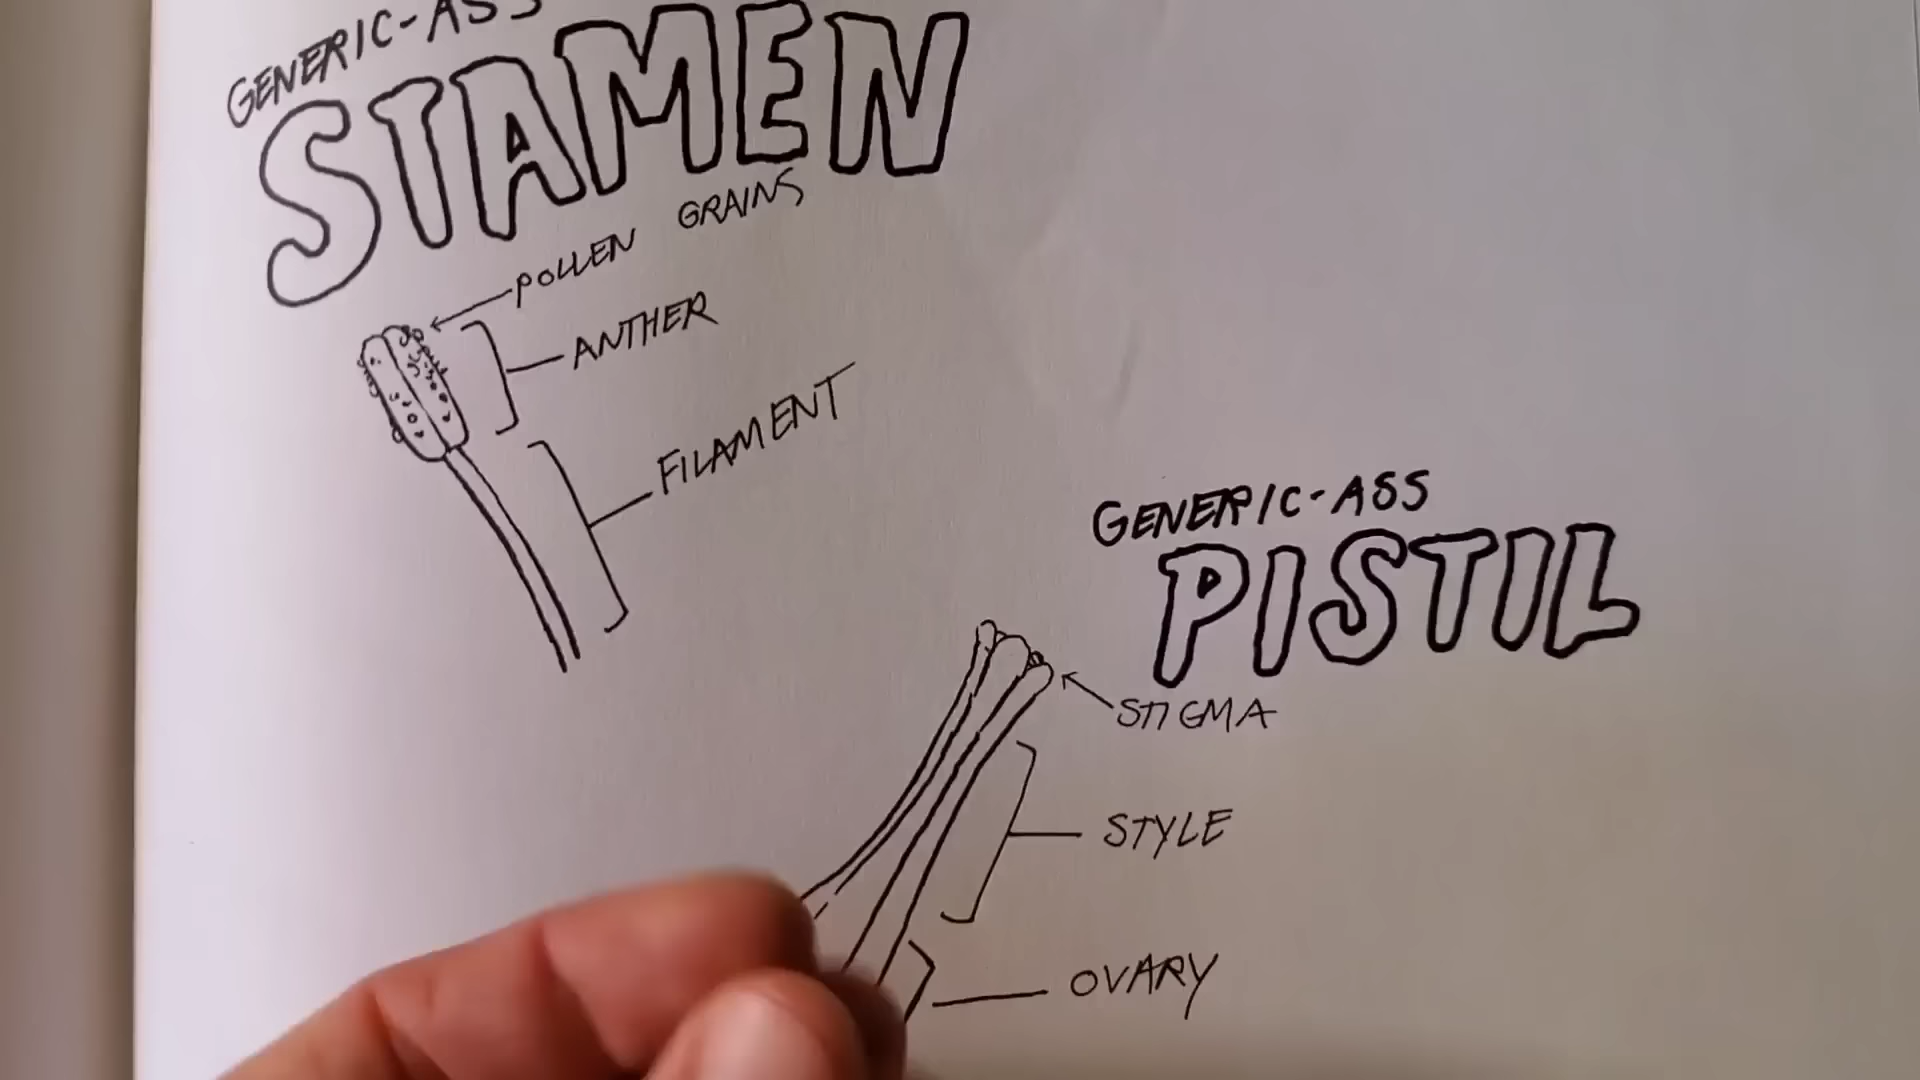 GENERIC-ASS
STAMEN
POLLEN GRAINS
ANTHER
FILAMENT
GENERIC-ASS
PISTIL
STIGMA
STYLE
OVARY